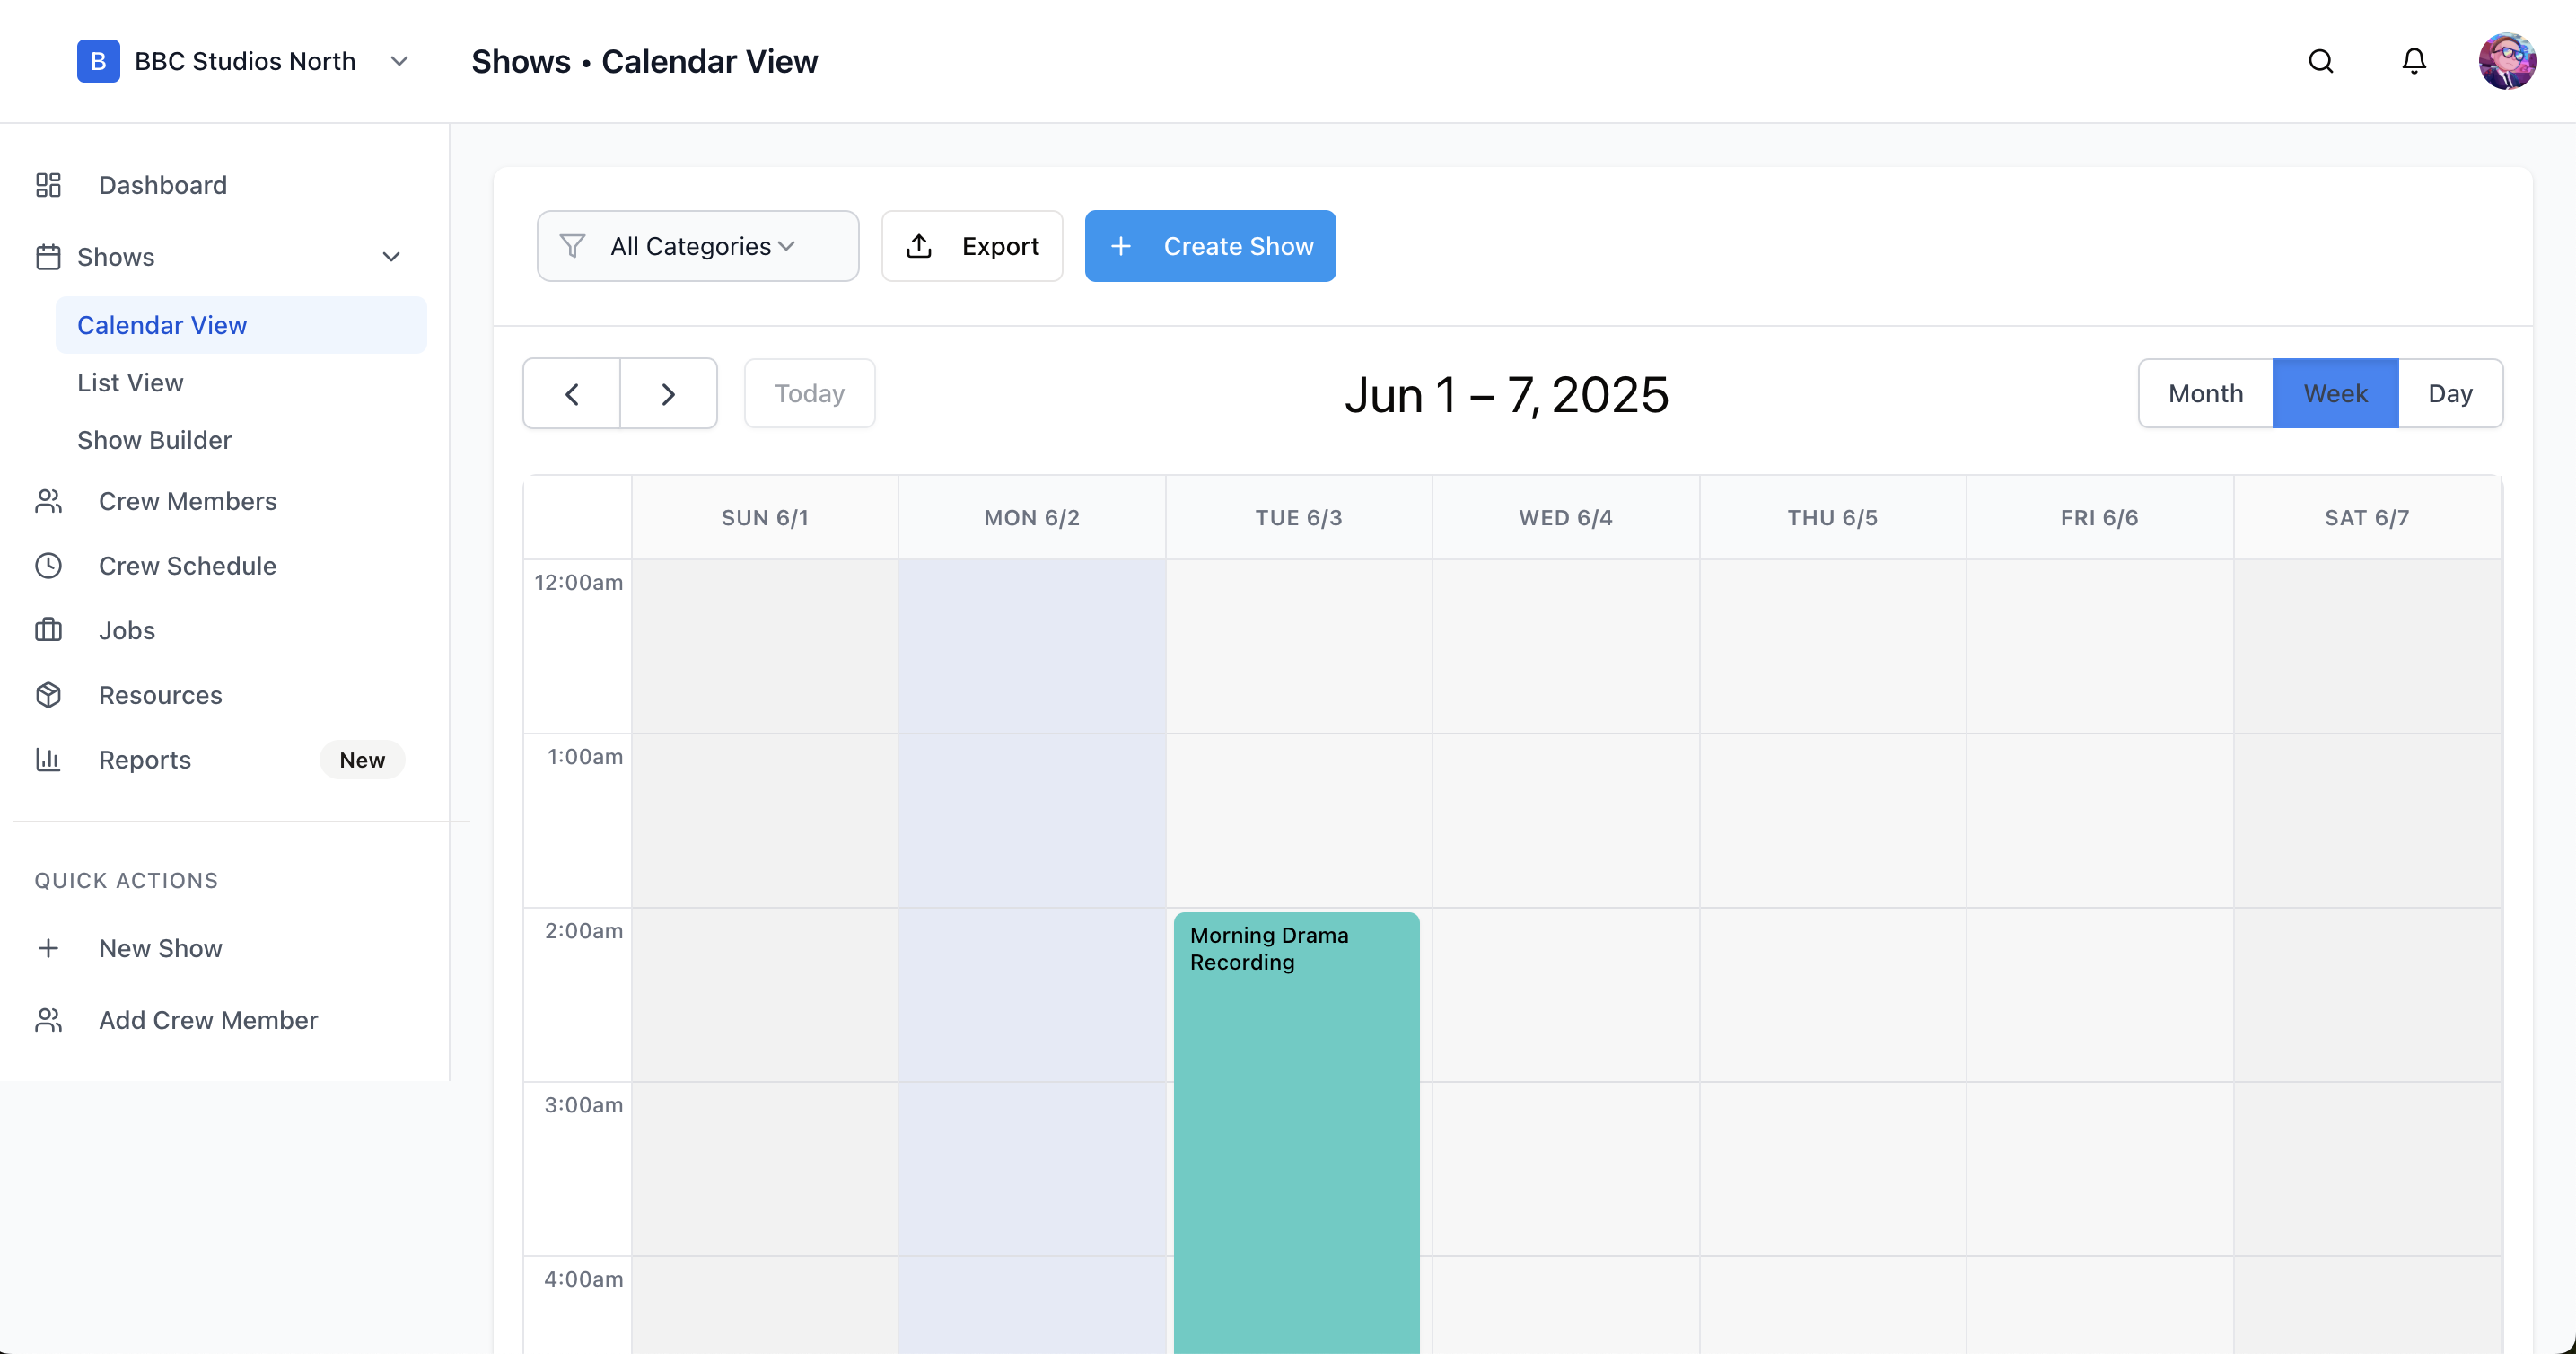 B BBC Studios North
Shows • Calendar View
Dashboard
Shows
Calendar View
List View
Show Builder
Crew Members
Crew Schedule
Jobs
Resources
Reports New
QUICK ACTIONS
New Show
Add Crew Member
All Categories
Export
Create Show
Today
Jun 1 – 7, 2025
Month Week Day
SUN 6/1 MON 6/2 TUE 6/3 WED 6/4 THU 6/5 FRI 6/6 SAT 6/7
12:00am
1:00am
2:00am
Morning Drama
Recording
3:00am
4:00am